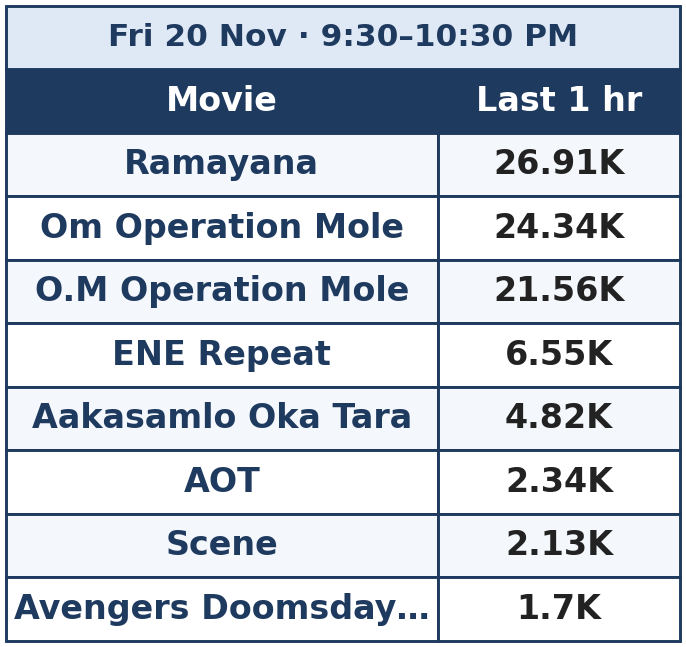 Fri 20 Nov · 9:30–10:30 PM
Movie Last 1 hr
Ramayana 26.91K
Om Operation Mole 24.34K
O.M Operation Mole 21.56K
ENE Repeat 6.55K
Aakasamlo Oka Tara 4.82K
AOT 2.34K
Scene 2.13K
Avengers Doomsday... 1.7K